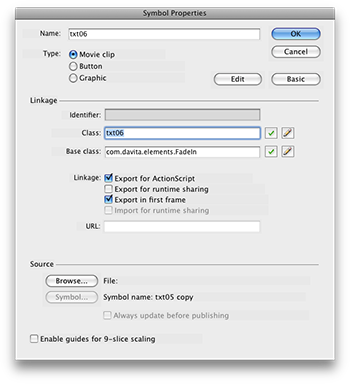 Symbol Properties
Name: txt06
OK
Type: Movie clip
Cancel
Button
Graphic
Edit
Basic
Linkage
Identifier:
Class: txt06
Base class: com.davita.elements.FadeIn
Linkage: Export for ActionScript
Export for runtime sharing
Export in first frame
Import for runtime sharing
URL:
Source
Browse... File:
Symbol... Symbol name: txt05 copy
Always update before publishing
Enable guides for 9-slice scaling